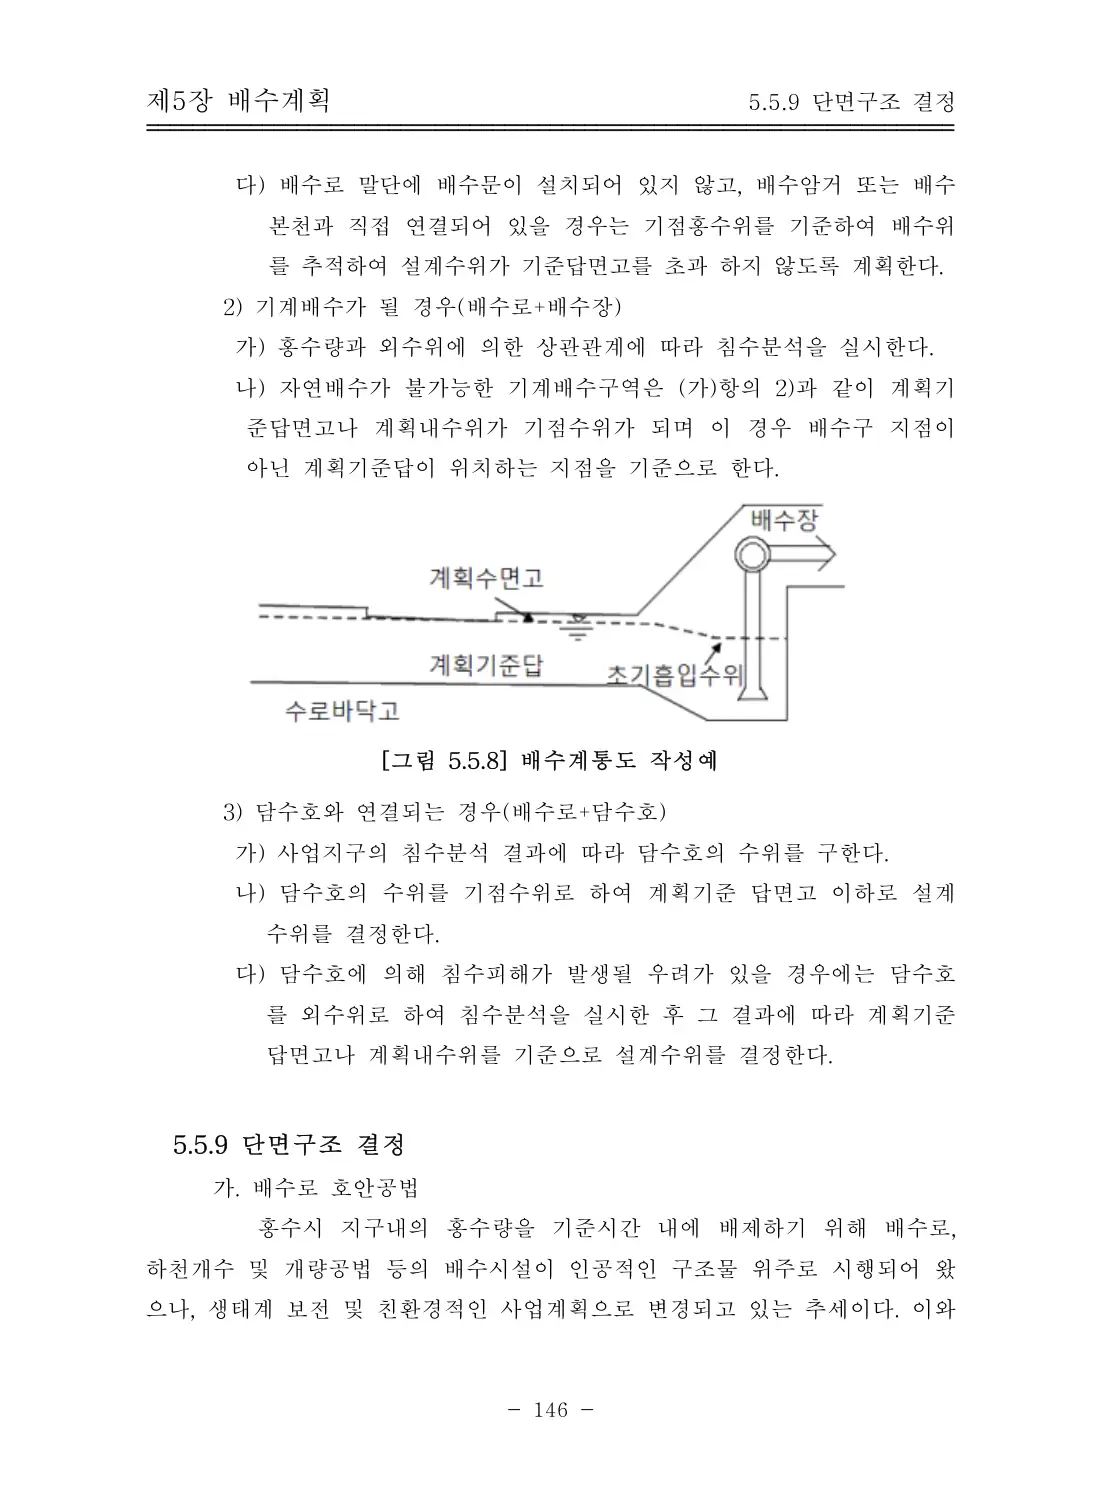 제5장 배수계획
5.5.9 단면구조 결정
다) 배수로 말단에 배수문이 설치되어 있지 않고, 배수암거 또는 배수
본천과 직접 연결되어 있을 경우는 기점홍수위를 기준하여 배수위
를 추적하여 설계수위가 기준답면고를 초과 하지 않도록 계획한다.
2) 기계배수가 될 경우(배수로+배수장)
가) 홍수량과 외수위에 의한 상관관계에 따라 침수분석을 실시한다.
나) 자연배수가 불가능한 기계배수구역은 (가)항의 2)과 같이 계획기
준답면고나 계획내수위가 기점수위가 되며 이 경우 배수구 지점이
아닌 계획기준답이 위치하는 지점을 기준으로 한다.
배수장
계획수면고
계획기준답
초기흡입수위
수로바닥고
[그림 5.5.8] 배수계통도 작성예
3) 담수호와 연결되는 경우(배수로+담수호)
가) 사업지구의 침수분석 결과에 따라 담수호의 수위를 구한다.
나) 담수호의 수위를 기점수위로 하여 계획기준 답면고 이하로 설계
수위를 결정한다.
다) 담수호에 의해 침수피해가 발생될 우려가 있을 경우에는 담수호
를 외수위로 하여 침수분석을 실시한 후 그 결과에 따라 계획기준
답면고나 계획내수위를 기준으로 설계수위를 결정한다.
5.5.9 단면구조 결정
가. 배수로 호안공법
홍수시 지구내의 홍수량을 기준시간 내에 배제하기 위해 배수로,
하천개수 및 개량공법 등의 배수시설이 인공적인 구조물 위주로 시행되어 왔
으나, 생태계 보전 및 친환경적인 사업계획으로 변경되고 있는 추세이다. 이와
- 146 -